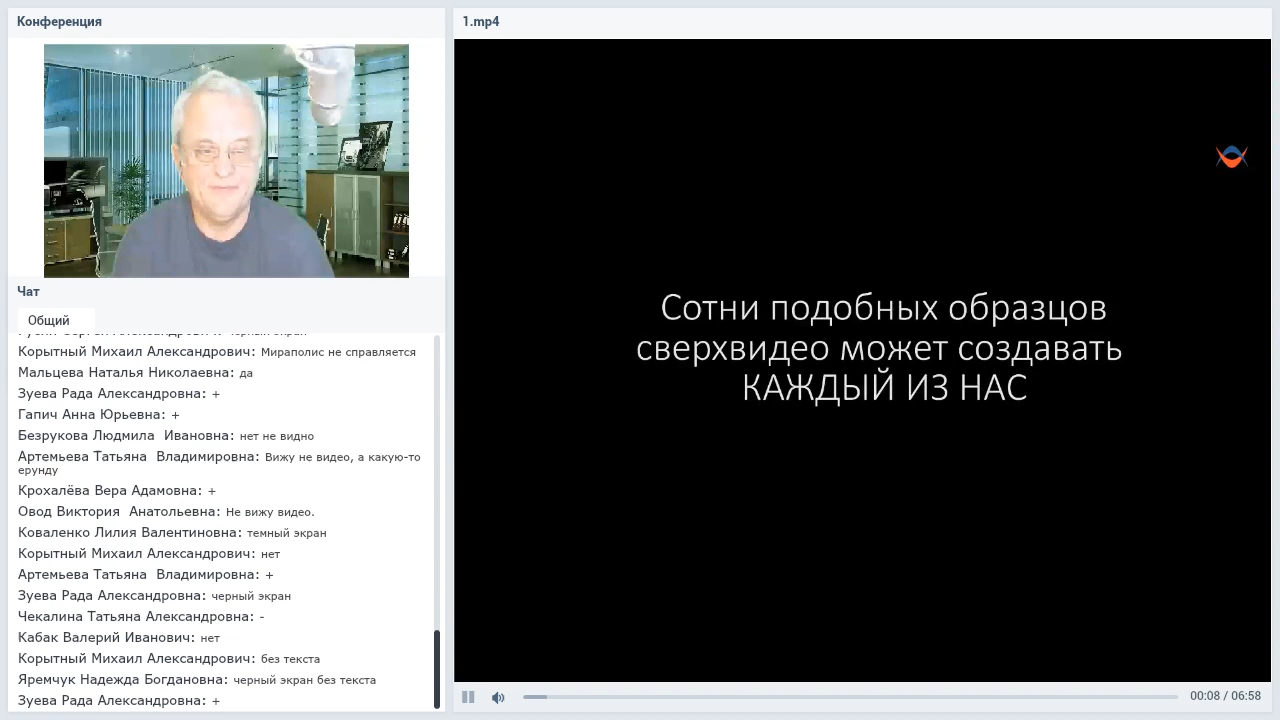 Конференция
Чат
Общий
черный экран
Корытный Михаил Александрович: Мираполис не справляется
Мальцева Наталья Николаевна: да
Зуева Рада Александровна: +
Гапич Анна Юрьевна: +
Безрукова Людмила  Ивановна: нет не видно
Артемьева Татьяна  Владимировна: Вижу не видео, а какую-то
ерунду
Крохалёва Вера Адамовна: +
Овод Виктория  Анатольевна: Не вижу видео.
Коваленко Лилия Валентиновна: темный экран
Корытный Михаил Александрович: нет
Артемьева Татьяна  Владимировна: +
Зуева Рада Александровна: черный экран
Чекалина Татьяна Александровна: -
Кабак Валерий Иванович: нет
Корытный Михаил Александрович: без текста
Яремчук Надежда Богдановна: черный экран без текста
Зуева Рада Александровна: +
1.mp4
Сотни подобных образцов
сверхвидео может создавать
КАЖДЫЙ ИЗ НАС
00:08 / 06:58